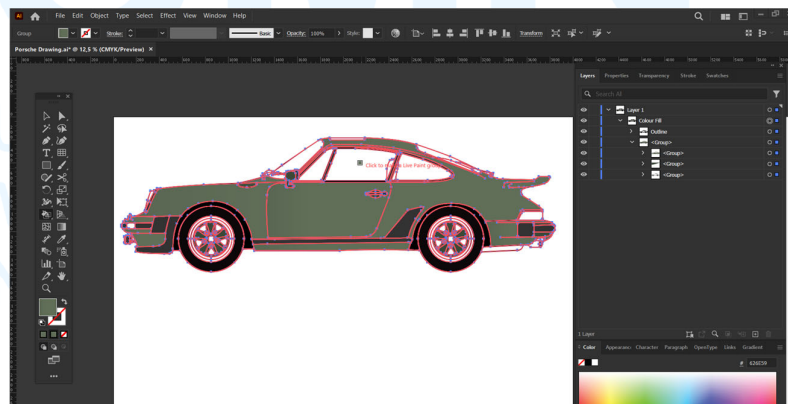 Ai File Edit Object Type Select Effect View Window Help
Group Stroke: Basic Opacity: 100% Style: Transform
Porsche Drawing.ai* @ 12,5 % (CMYK/Preview) ×
Layers Properties Transparency Stroke Swatches
Search All
Layer 1
Colour Fill
Outline
<Group>
<Group>
<Group>
<Group>
Click to
Live Paint
1 Layer
Color Appearance Character Paragraph OpenType Links Gradient
# 626E59